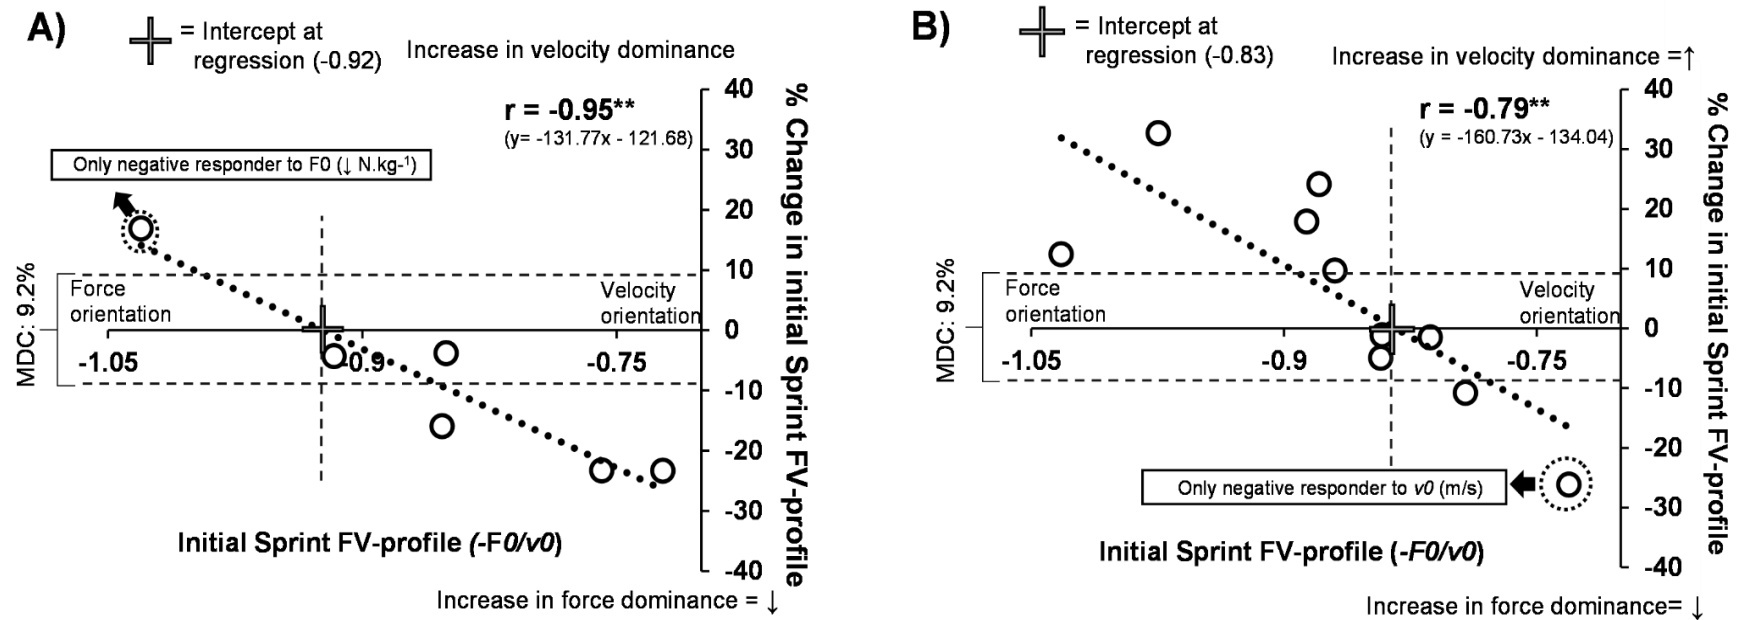 A)
= Intercept at
regression (-0.92)
Increase in velocity dominance
r = -0.95**
(y= -131.77x - 121.68)
Only negative responder to F0 (↓ N.kg-1)
40
30
20
10
0
-10
-20
-30
-40
% Change in initial Sprint FV-profile
MDC: 9.2%
Force
orientation
Velocity
orientation
-1.05
-0.9
-0.75
Initial Sprint FV-profile (-F0/v0)
Increase in force dominance = ↓
B)
= Intercept at
regression (-0.83)
Increase in velocity dominance =↑
r = -0.79**
(y = -160.73x - 134.04)
40
30
20
10
0
-10
-20
-30
-40
% Change in initial Sprint FV-profile
MDC: 9.2%
Force
orientation
Velocity
orientation
-1.05
-0.9
-0.75
Only negative responder to v0 (m/s)
Initial Sprint FV-profile (-F0/v0)
Increase in force dominance= ↓